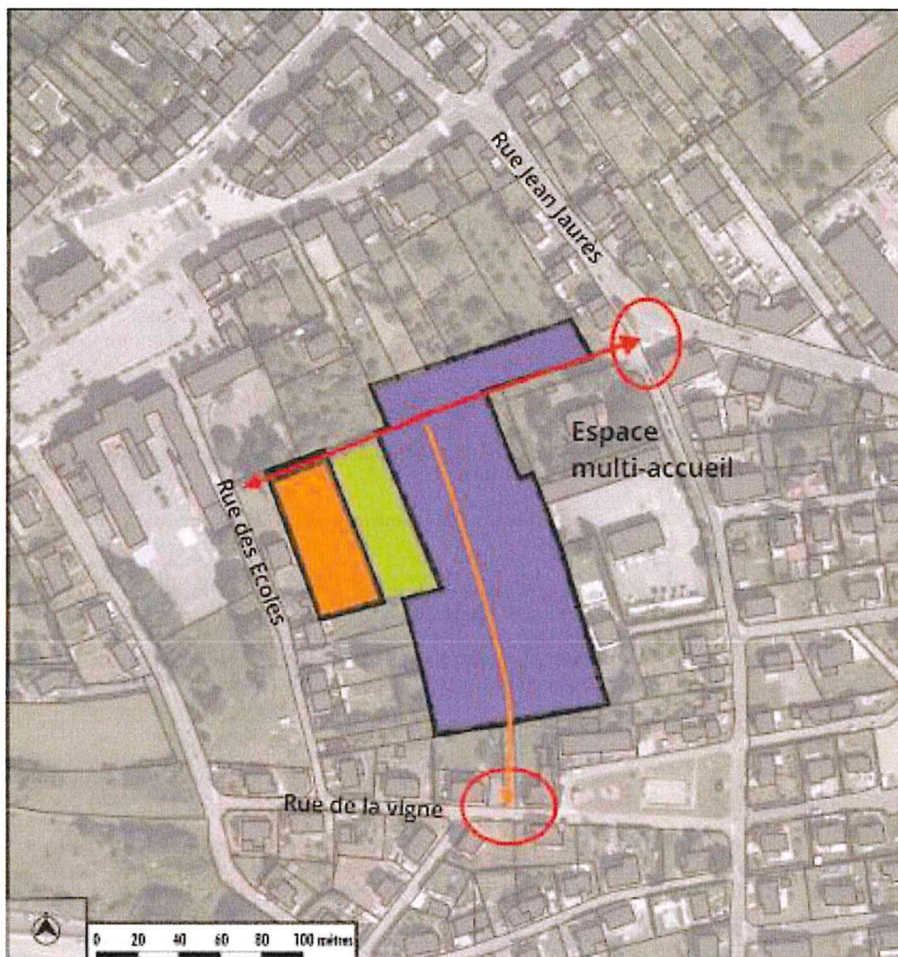 Rue Jean Jaures
Espace
multi-accueil
Rue des Ecoles
Rue de la vigne
0 20 40 60 80 100 mètres